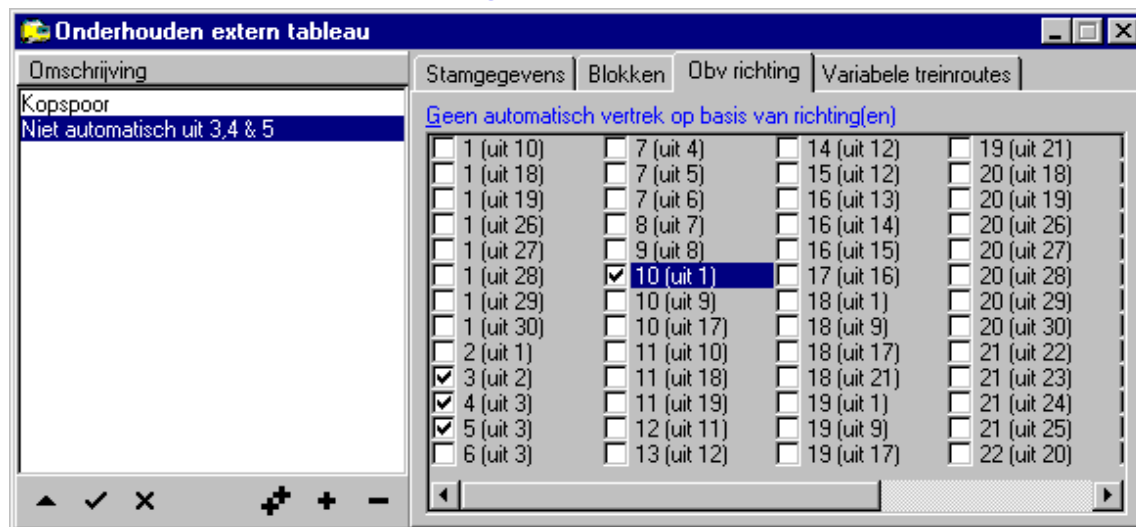 Onderhouden extern tableau
Omschrijving
Kopspoor
Niet automatisch uit 3,4 & 5
Stamgegevens Blokken Obv richting Variabele treinroutes
Geen automatisch vertrek op basis van richting(en)
1 (uit 10) 7 (uit 4) 14 (uit 12) 19 (uit 21)
1 (uit 18) 7 (uit 5) 15 (uit 12) 20 (uit 18)
1 (uit 19) 7 (uit 6) 16 (uit 13) 20 (uit 19)
1 (uit 26) 8 (uit 7) 16 (uit 14) 20 (uit 26)
1 (uit 27) 9 (uit 8) 16 (uit 15) 20 (uit 27)
1 (uit 28) 10 (uit 1) 17 (uit 16) 20 (uit 28)
1 (uit 29) 10 (uit 9) 18 (uit 1) 20 (uit 29)
1 (uit 30) 10 (uit 17) 18 (uit 9) 20 (uit 30)
2 (uit 1) 11 (uit 10) 18 (uit 17) 21 (uit 22)
3 (uit 2) 11 (uit 18) 18 (uit 21) 21 (uit 23)
4 (uit 3) 11 (uit 19) 19 (uit 1) 21 (uit 24)
5 (uit 3) 12 (uit 11) 19 (uit 9) 21 (uit 25)
6 (uit 3) 13 (uit 12) 19 (uit 17) 22 (uit 20)